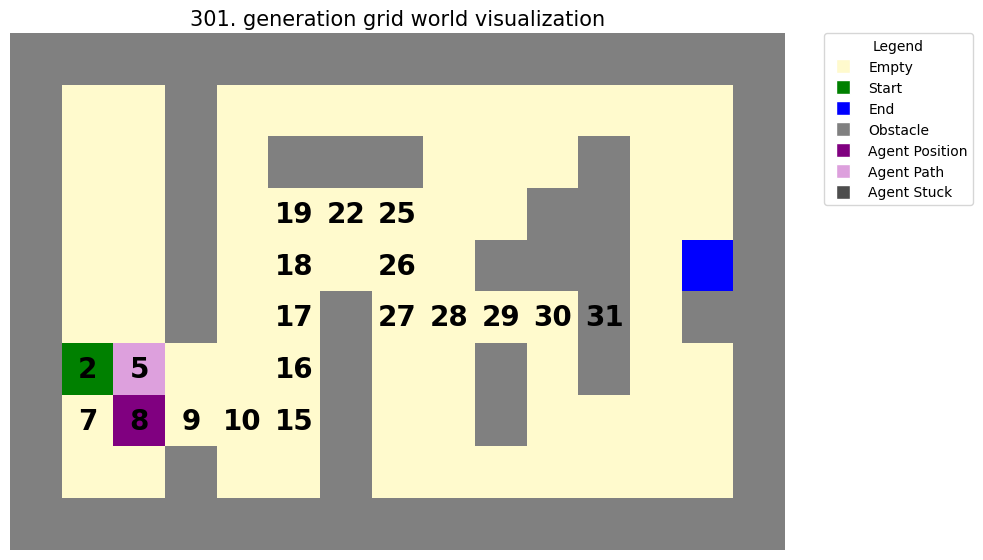 301. generation grid world visualization
Legend
Empty
Start
End
Obstacle
Agent Position
Agent Path
Agent Stuck
19 22 25
18 26
17 27 28 29 30 31
2 5 16
7 8 9 10 15